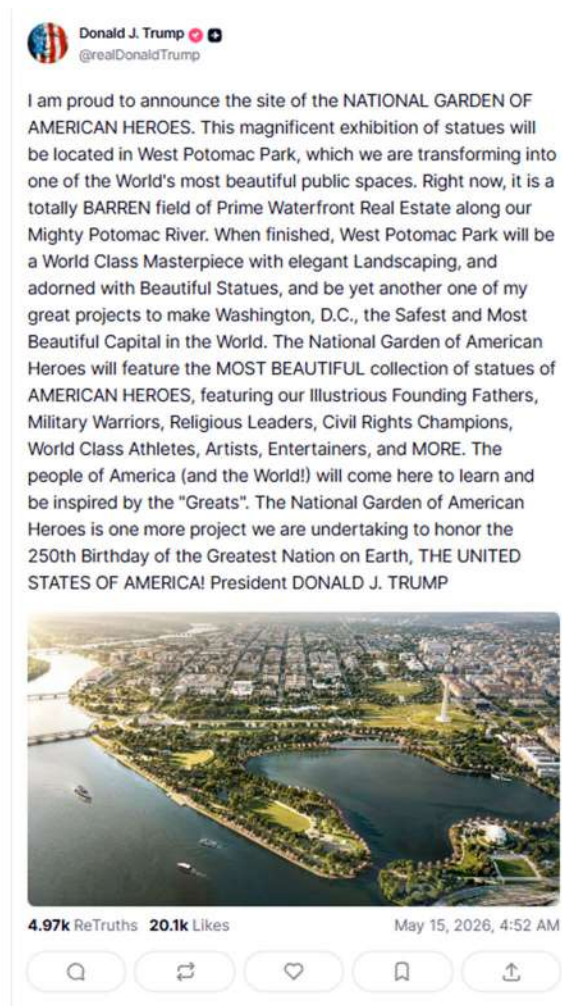 Donald J. Trump
@realDonaldTrump
I am proud to announce the site of the NATIONAL GARDEN OF
AMERICAN HEROES. This magnificent exhibition of statues will
be located in West Potomac Park, which we are transforming into
one of the World's most beautiful public spaces. Right now, it is a
totally BARREN field of Prime Waterfront Real Estate along our
Mighty Potomac River. When finished, West Potomac Park will be
a World Class Masterpiece with elegant Landscaping, and
adorned with Beautiful Statues, and be yet another one of my
great projects to make Washington, D.C., the Safest and Most
Beautiful Capital in the World. The National Garden of American
Heroes will feature the MOST BEAUTIFUL collection of statues of
AMERICAN HEROES, featuring our Illustrious Founding Fathers,
Military Warriors, Religious Leaders, Civil Rights Champions,
World Class Athletes, Artists, Entertainers, and MORE. The
people of America (and the World!) will come here to learn and
be inspired by the "Greats". The National Garden of American
Heroes is one more project we are undertaking to honor the
250th Birthday of the Greatest Nation on Earth, THE UNITED
STATES OF AMERICA! President DONALD J. TRUMP
4.97k ReTruths 20.1k Likes May 15, 2026, 4:52 AM